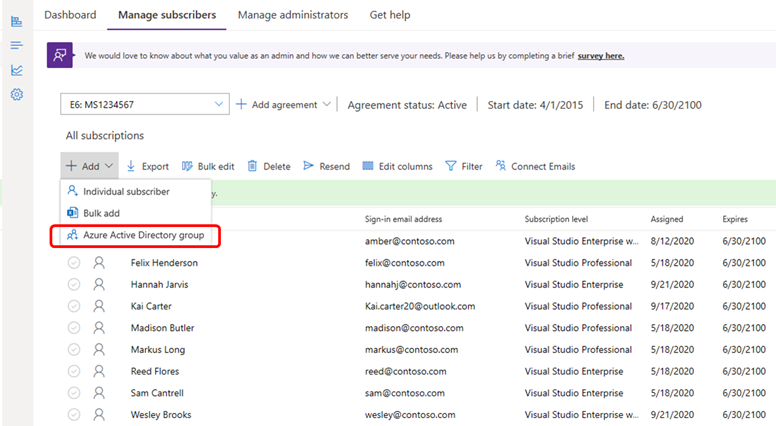 Dashboard Manage subscribers Manage administrators Get help
We would love to know about what you value as an admin and how we can better serve your needs. Please help us by completing a brief survey here.
E6: MS1234567 Add agreement Agreement status: Active Start date: 4/1/2015 End date: 6/30/2100
All subscriptions
Add Export Bulk edit Delete Resend Edit columns Filter Connect Emails
Individual subscriber
Bulk add
Azure Active Directory group
Sign-in email address Subscription level Assigned Expires
amber@contoso.com Visual Studio Enterprise w... 8/12/2020 6/30/2100
Felix Henderson felix@contoso.com Visual Studio Professional 5/18/2020 6/30/2100
Hannah Jarvis hannahj@contoso.com Visual Studio Enterprise 9/21/2020 6/30/2100
Kai Carter Kai.carter20@outlook.com Visual Studio Professional 9/17/2020 6/30/2100
Madison Butler madison@contoso.com Visual Studio Professional 5/18/2020 6/30/2100
Markus Long markus@contoso.com Visual Studio Professional 5/18/2020 6/30/2100
Reed Flores reed@contoso.com Visual Studio Enterprise 5/18/2020 6/30/2100
Sam Cantrell sam@contoso.com Visual Studio Professional 5/18/2020 6/30/2100
Wesley Brooks wesley@contoso.com Visual Studio Enterprise w... 9/21/2020 6/30/2100